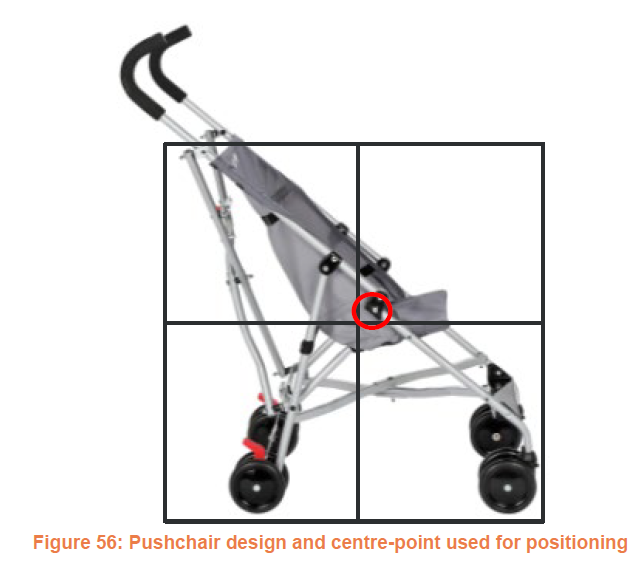 Figure 56: Pushchair design and centre-point used for positioning